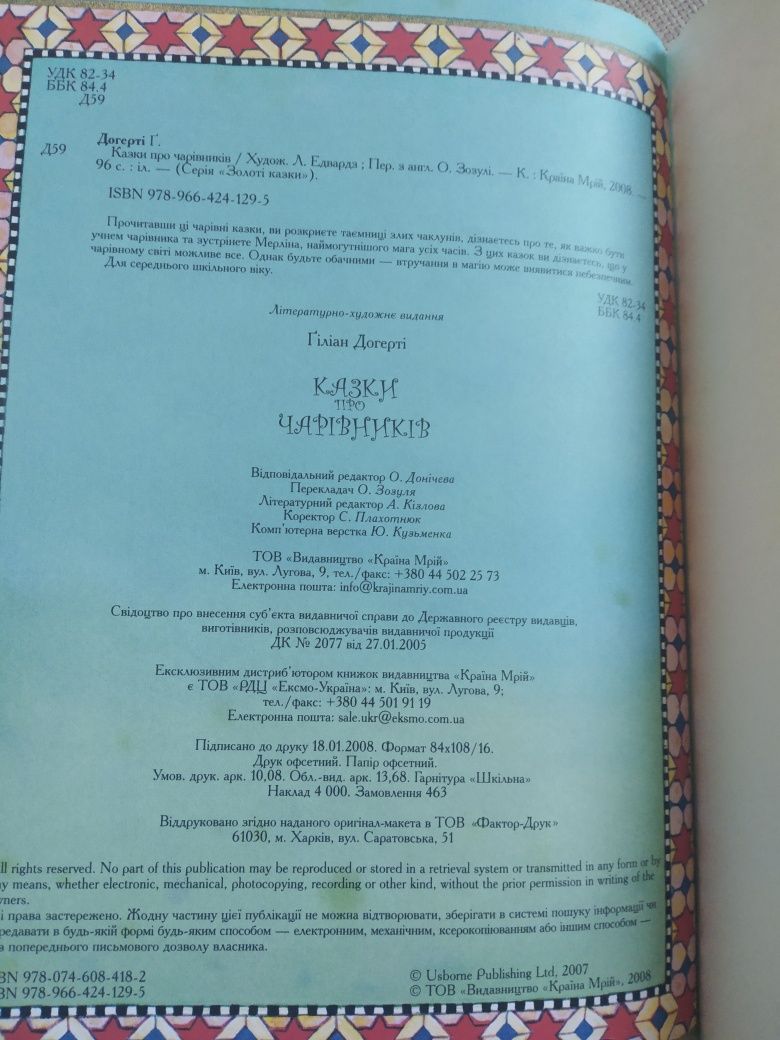 УДК 82-34
ББК 84.4
Д59
Догерті Ґ.
Д59 Казки про чарівників / Худож. Л. Едвардз ; Пер. з англ. О. Зозулі. — К. : Країна Мрій, 2008. —
96 с. : іл. — (Серія «Золоті казки»).
ISBN 978-966-424-129-5
Прочитавши ці чарівні казки, ви розкриєте таємниці злих чаклунів, дізнаєтесь про те, як важко бути
учнем чарівника та зустрінете Мерліна, наймогутнішого мага усіх часів. З цих казок ви дізнаєтесь, що у
чарівному світі можливе все. Однак будьте обачними — втручання в магію може виявитися небезпечним.
Для середнього шкільного віку.
УДК 82-34
ББК 84.4
Літературно-художнє видання
Ґіліан Догерті
КАЗКИ
ПРО
ЧАРІВНИКІВ
Відповідальний редактор О. Донічева
Перекладач О. Зозуля
Літературний редактор А. Кізлова
Коректор С. Плахотнюк
Комп'ютерна верстка Ю. Кузьменка
ТОВ «Видавництво «Країна Мрій»
м. Київ, вул. Лугова, 9, тел./факс: +380 44 502 25 73
Електронна пошта: info@krajinamriy.com.ua
Свідоцтво про внесення суб'єкта видавничої справи до Державного реєстру видавців,
виготівників, розповсюджувачів видавничої продукції
ДК № 2077 від 27.01.2005
Ексклюзивним дистриб'ютором книжок видавництва «Країна Мрій»
є ТОВ «РДЦ «Ексмо-Україна»: м. Київ, вул. Лугова, 9;
тел./факс: +380 44 501 91 19
Електронна пошта: sale.ukr@eksmo.com.ua
Підписано до друку 18.01.2008. Формат 84х108/16.
Друк офсетний. Папір офсетний.
Умов. друк. арк. 10,08. Обл.-вид. арк. 13,68. Гарнітура «Шкільна»
Наклад 4 000. Замовлення 463
Віддруковано згідно наданого оригінал-макета в ТОВ «Фактор-Друк»
61030, м. Харків, вул. Саратовська, 51
ll rights reserved. No part of this publication may be reproduced or stored in a retrieval system or transmitted in any form or by
ny means, whether electronic, mechanical, photocopying, recording or other kind, without the prior permission in writing of the
wners.
і права застережено. Жодну частину цієї публікації не можна відтворювати, зберігати в системі пошуку інформації чи
редавати в будь-якій формі будь-яким способом — електронним, механічним, ксерокопіюванням або іншим способом —
з попереднього письмового дозволу власника.
BN 978-074-608-418-2 © Usborne Publishing Ltd, 2007
BN 978-966-424-129-5 © ТОВ «Видавництво «Країна Мрій», 2008